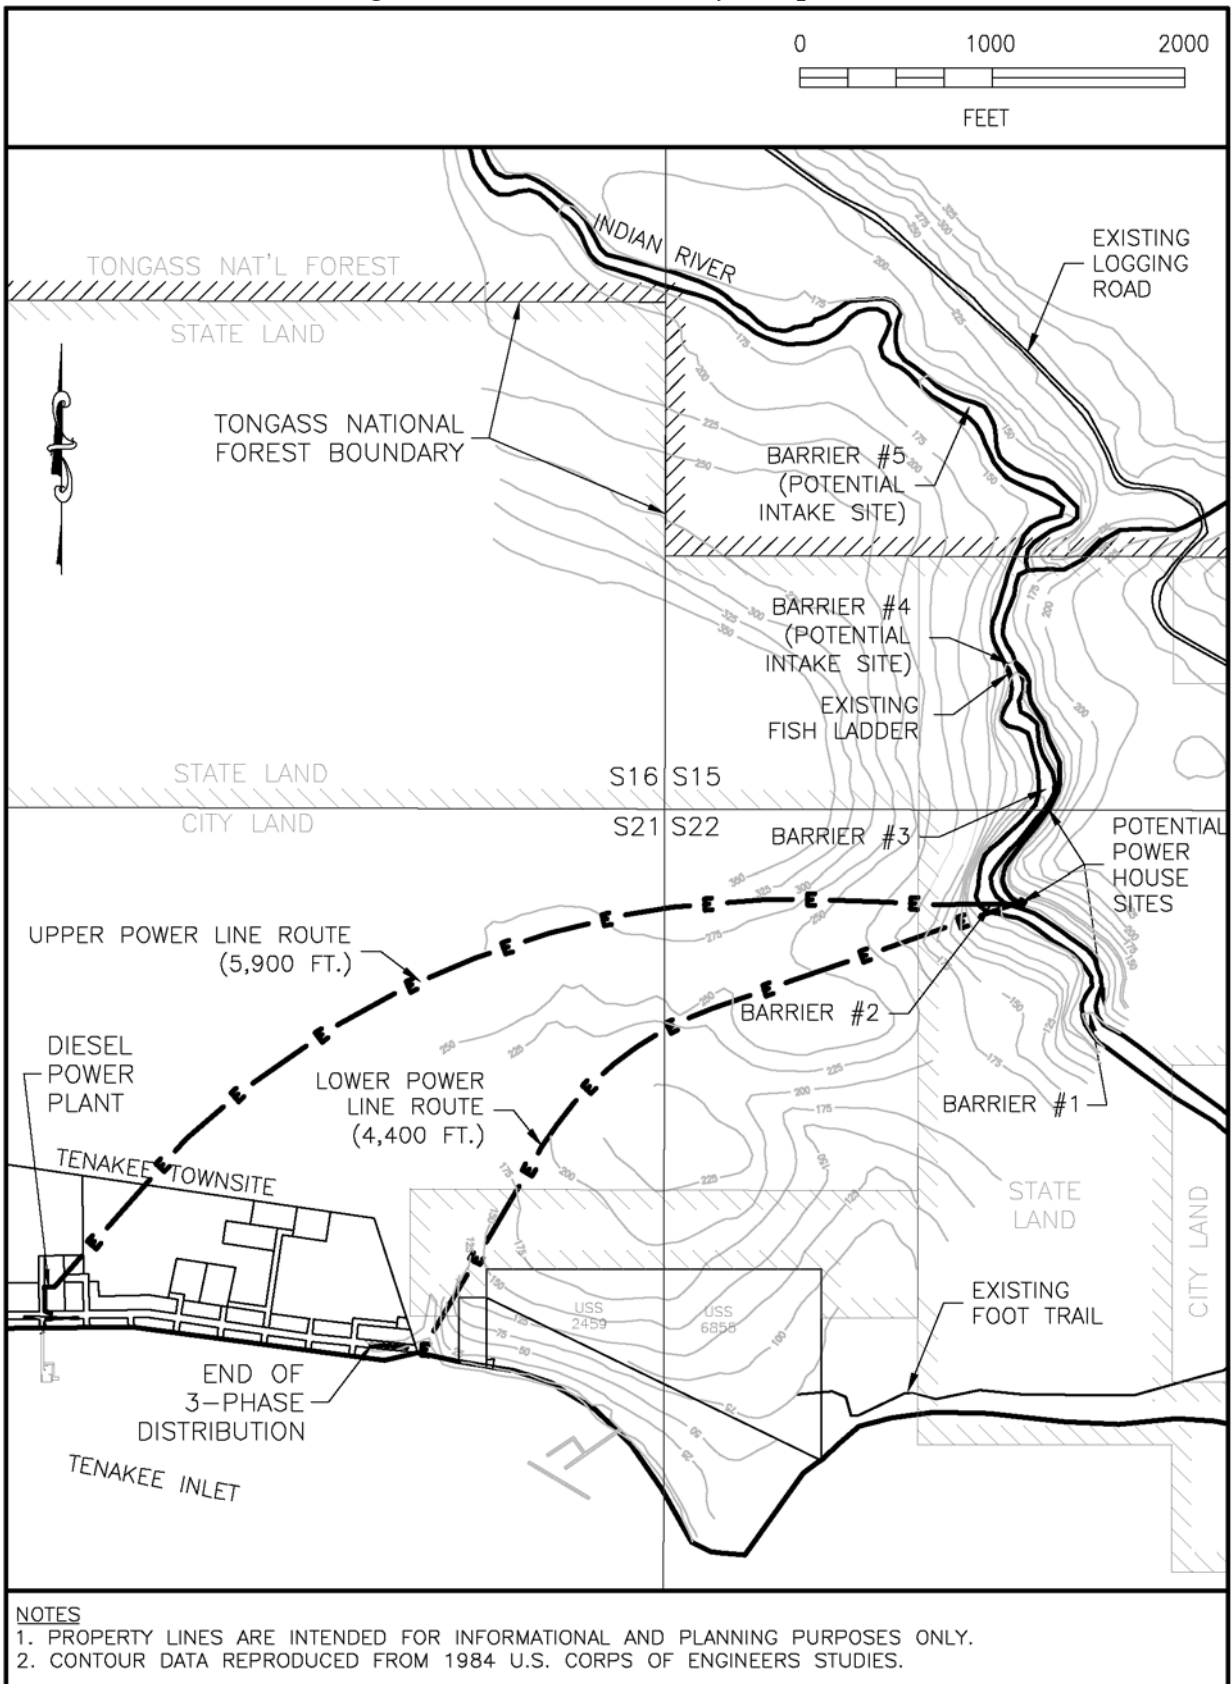 0 1000 2000
FEET
INDIAN RIVER
EXISTING
LOGGING
ROAD
TONGASS NAT'L FOREST
STATE LAND
TONGASS NATIONAL
FOREST BOUNDARY
BARRIER #5
(POTENTIAL
INTAKE SITE)
BARRIER #4
(POTENTIAL
INTAKE SITE)
EXISTING
FISH LADDER
STATE LAND
S16 S15
CITY LAND
S21 S22
BARRIER #3
POTENTIAL
POWER
HOUSE
SITES
UPPER POWER LINE ROUTE
(5,900 FT.)
BARRIER #2
DIESEL
POWER
PLANT
LOWER POWER
LINE ROUTE
(4,400 FT.)
BARRIER #1
TENAKEE TOWNSITE
STATE
LAND
CITY LAND
EXISTING
FOOT TRAIL
USS
2459
USS
6855
END OF
3-PHASE
DISTRIBUTION
TENAKEE INLET
NOTES
1. PROPERTY LINES ARE INTENDED FOR INFORMATIONAL AND PLANNING PURPOSES ONLY.
2. CONTOUR DATA REPRODUCED FROM 1984 U.S. CORPS OF ENGINEERS STUDIES.